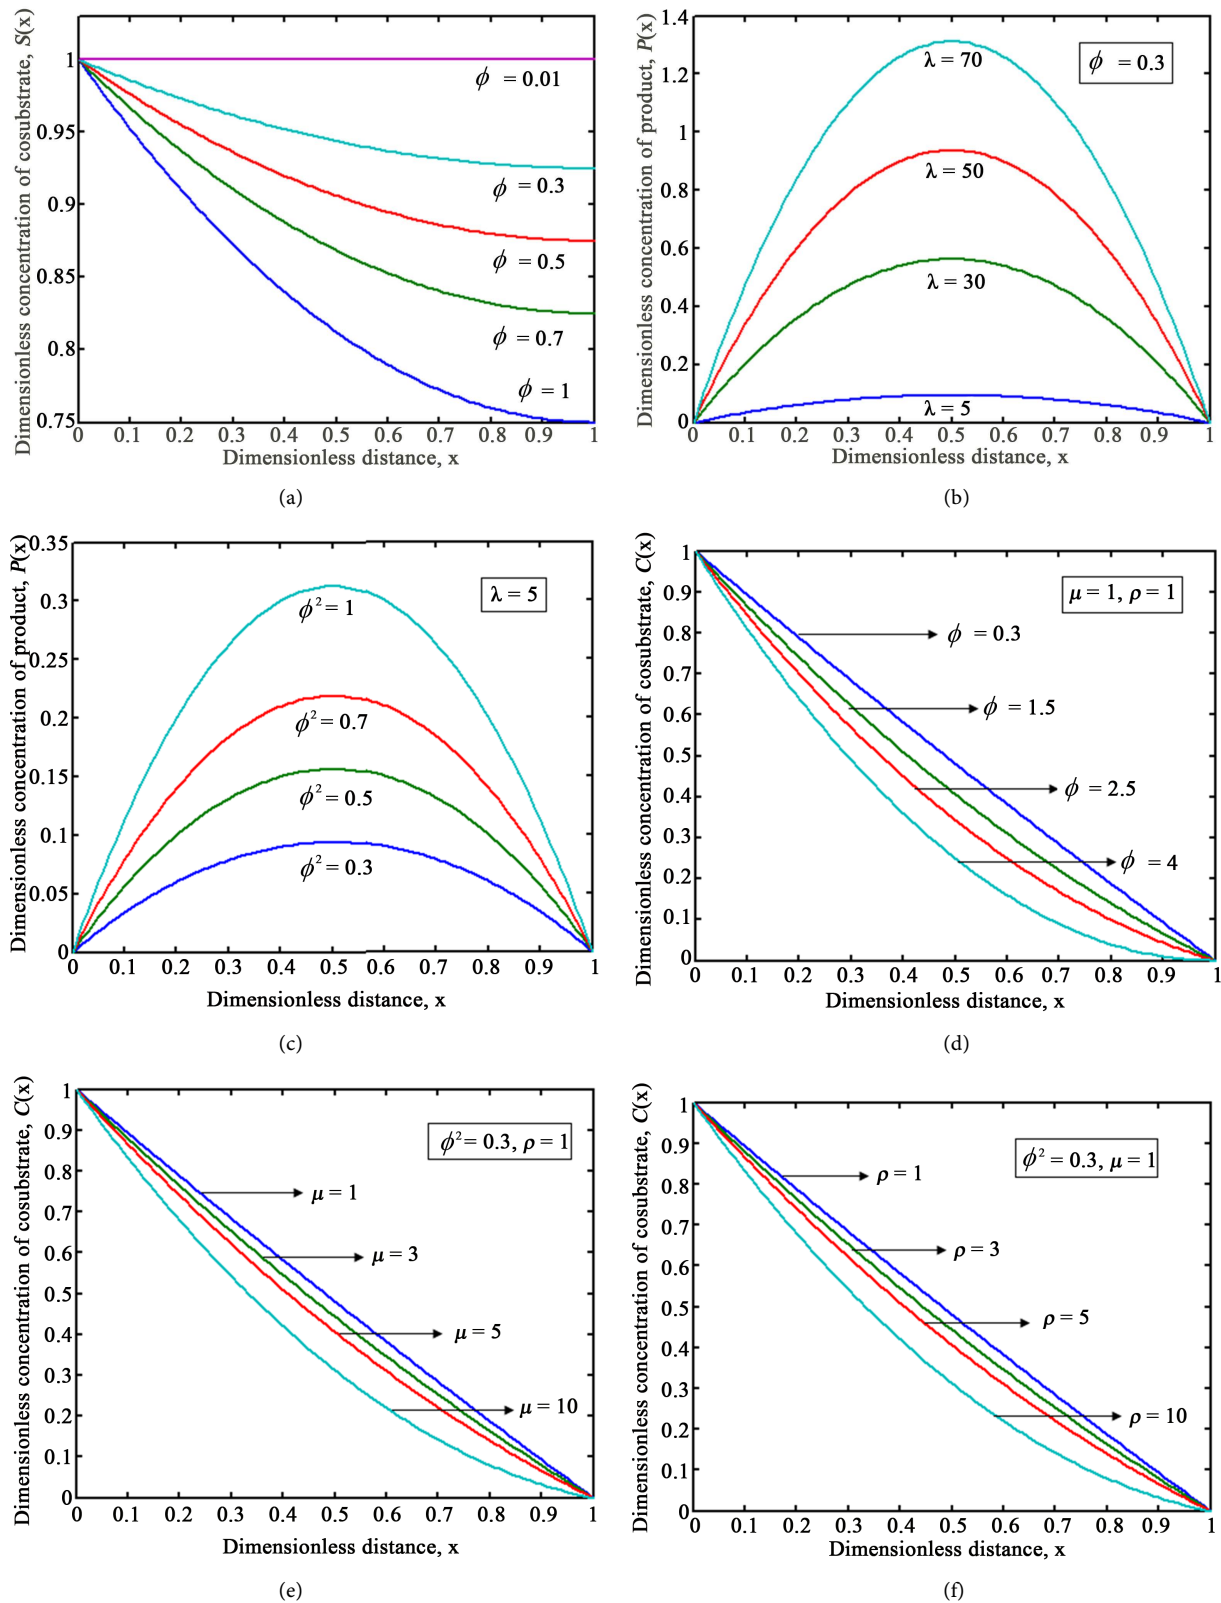 Dimensionless concentration of cosubstrate, S(x)
1
0.95
0.9
0.85
0.8
0.75
ϕ = 0.01
ϕ = 0.3
ϕ = 0.5
ϕ = 0.7
ϕ = 1
0 0.1 0.2 0.3 0.4 0.5 0.6 0.7 0.8 0.9 1
Dimensionless distance, x
(a)
Dimensionless concentration of product, P(x)
1.4
1.2
1
0.8
0.6
0.4
0.2
0
ϕ = 0.3
λ = 70
λ = 50
λ = 30
λ = 5
0 0.1 0.2 0.3 0.4 0.5 0.6 0.7 0.8 0.9 1
Dimensionless distance, x
(b)
Dimensionless concentration of product, P(x)
0.35
0.3
0.25
0.2
0.15
0.1
0.05
0
λ = 5
ϕ² = 1
ϕ² = 0.7
ϕ² = 0.5
ϕ² = 0.3
0 0.1 0.2 0.3 0.4 0.5 0.6 0.7 0.8 0.9 1
Dimensionless distance, x
(c)
Dimensionless concentration of cosubstrate, C(x)
1
0.9
0.8
0.7
0.6
0.5
0.4
0.3
0.2
0.1
0
μ = 1, ρ = 1
ϕ = 0.3
ϕ = 1.5
ϕ = 2.5
ϕ = 4
0 0.1 0.2 0.3 0.4 0.5 0.6 0.7 0.8 0.9 1
Dimensionless distance, x
(d)
Dimensionless concentration of cosubstrate, C(x)
1
0.9
0.8
0.7
0.6
0.5
0.4
0.3
0.2
0.1
0
ϕ² = 0.3, ρ = 1
μ = 1
μ = 3
μ = 5
μ = 10
0 0.1 0.2 0.3 0.4 0.5 0.6 0.7 0.8 0.9 1
Dimensionless distance, x
(e)
Dimensionless concentration of cosubstrate, C(x)
1
0.9
0.8
0.7
0.6
0.5
0.4
0.3
0.2
0.1
0
ϕ² = 0.3, μ = 1
ρ = 1
ρ = 3
ρ = 5
ρ = 10
0 0.1 0.2 0.3 0.4 0.5 0.6 0.7 0.8 0.9 1
Dimensionless distance, x
(f)